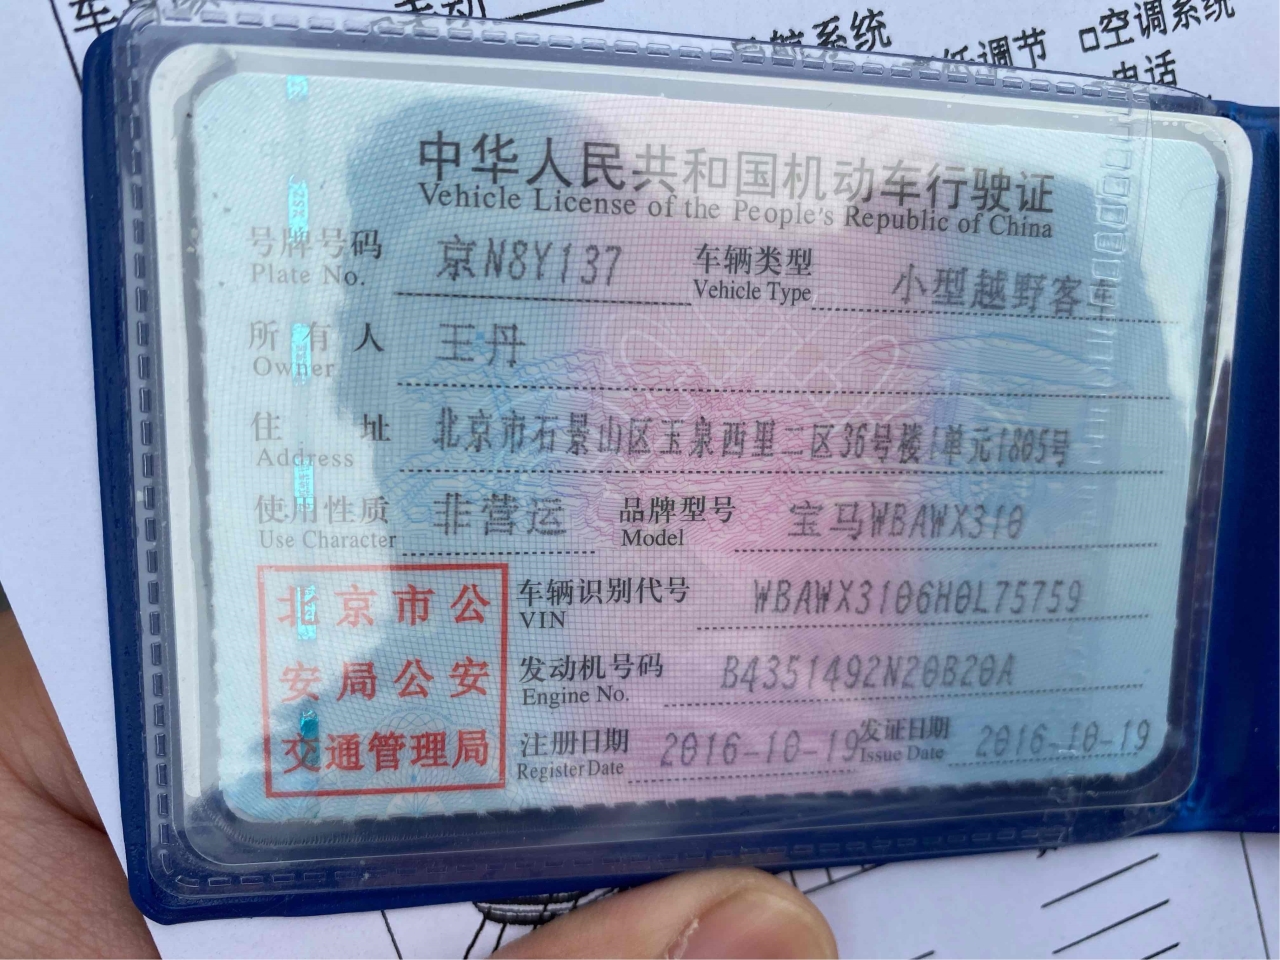 航系统
调节
□空调系统
电话
中华人民共和国机动车行驶证
Vehicle License of the People's Republic of China
号牌号码 京N8Y137 车辆类型 小型越野客车
Plate No. Vehicle Type
所有人 王丹
Owner
住址 北京市石景山区玉泉西里二区36号楼1单元1805号
Address
使用性质 非营运 品牌型号 宝马WBAWX310
Use Character Model
北京市公
安局公安
交通管理局
车辆识别代号 WBAWX3106H0L75759
VIN
发动机号码 B4351492N20B20A
Engine No.
注册日期 2016-10-19 发证日期 2016-10-19
Register Date Issue Date